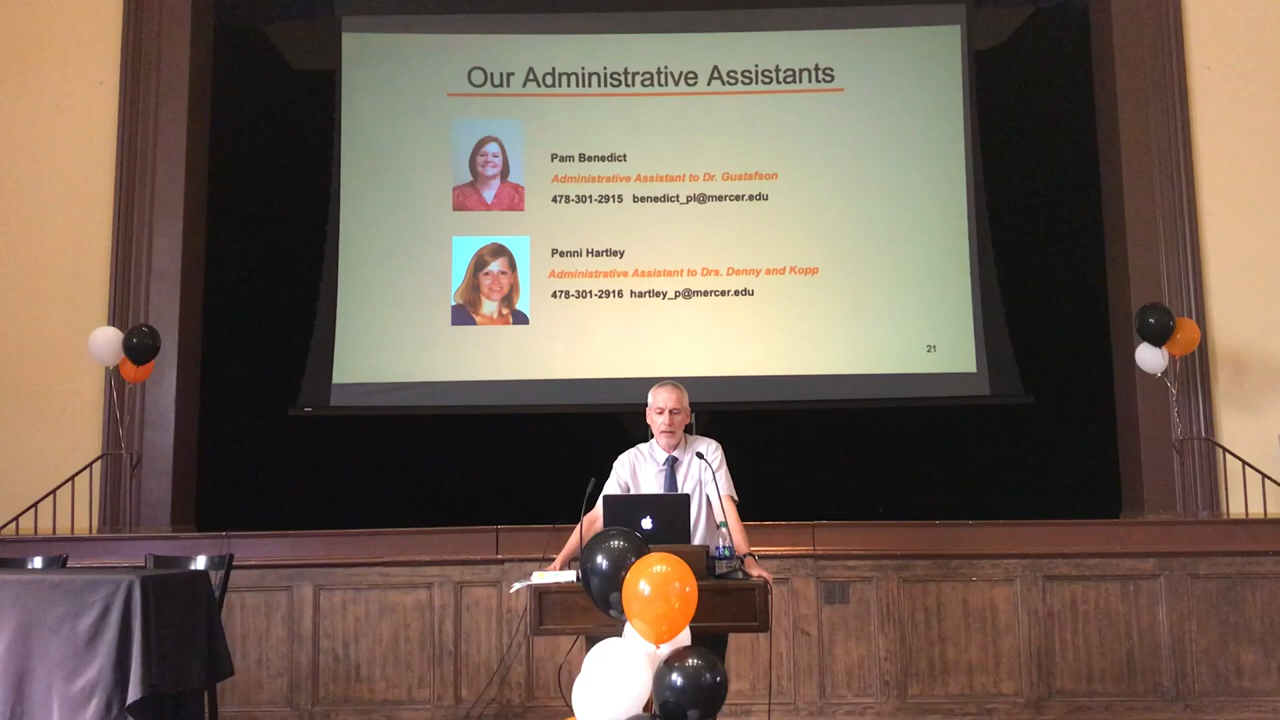 Our Administrative Assistants
Pam Benedict
Administrative Assistant to Dr. Gustafson
478-301-2915 benedict_pl@mercer.edu
Penni Hartley
Administrative Assistant to Drs. Denny and Kopp
478-301-2916 hartley_p@mercer.edu
21